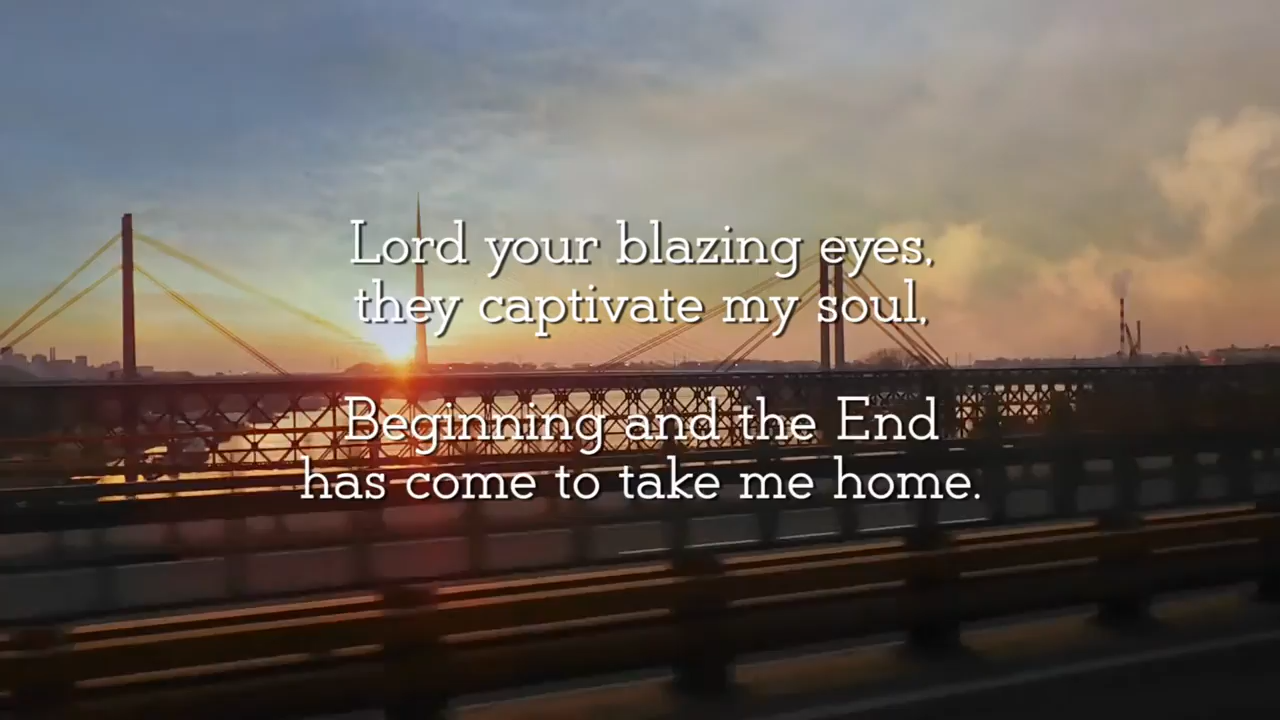 Lord your blazing eyes,
they captivate my soul,
Beginning and the End
has come to take me home.